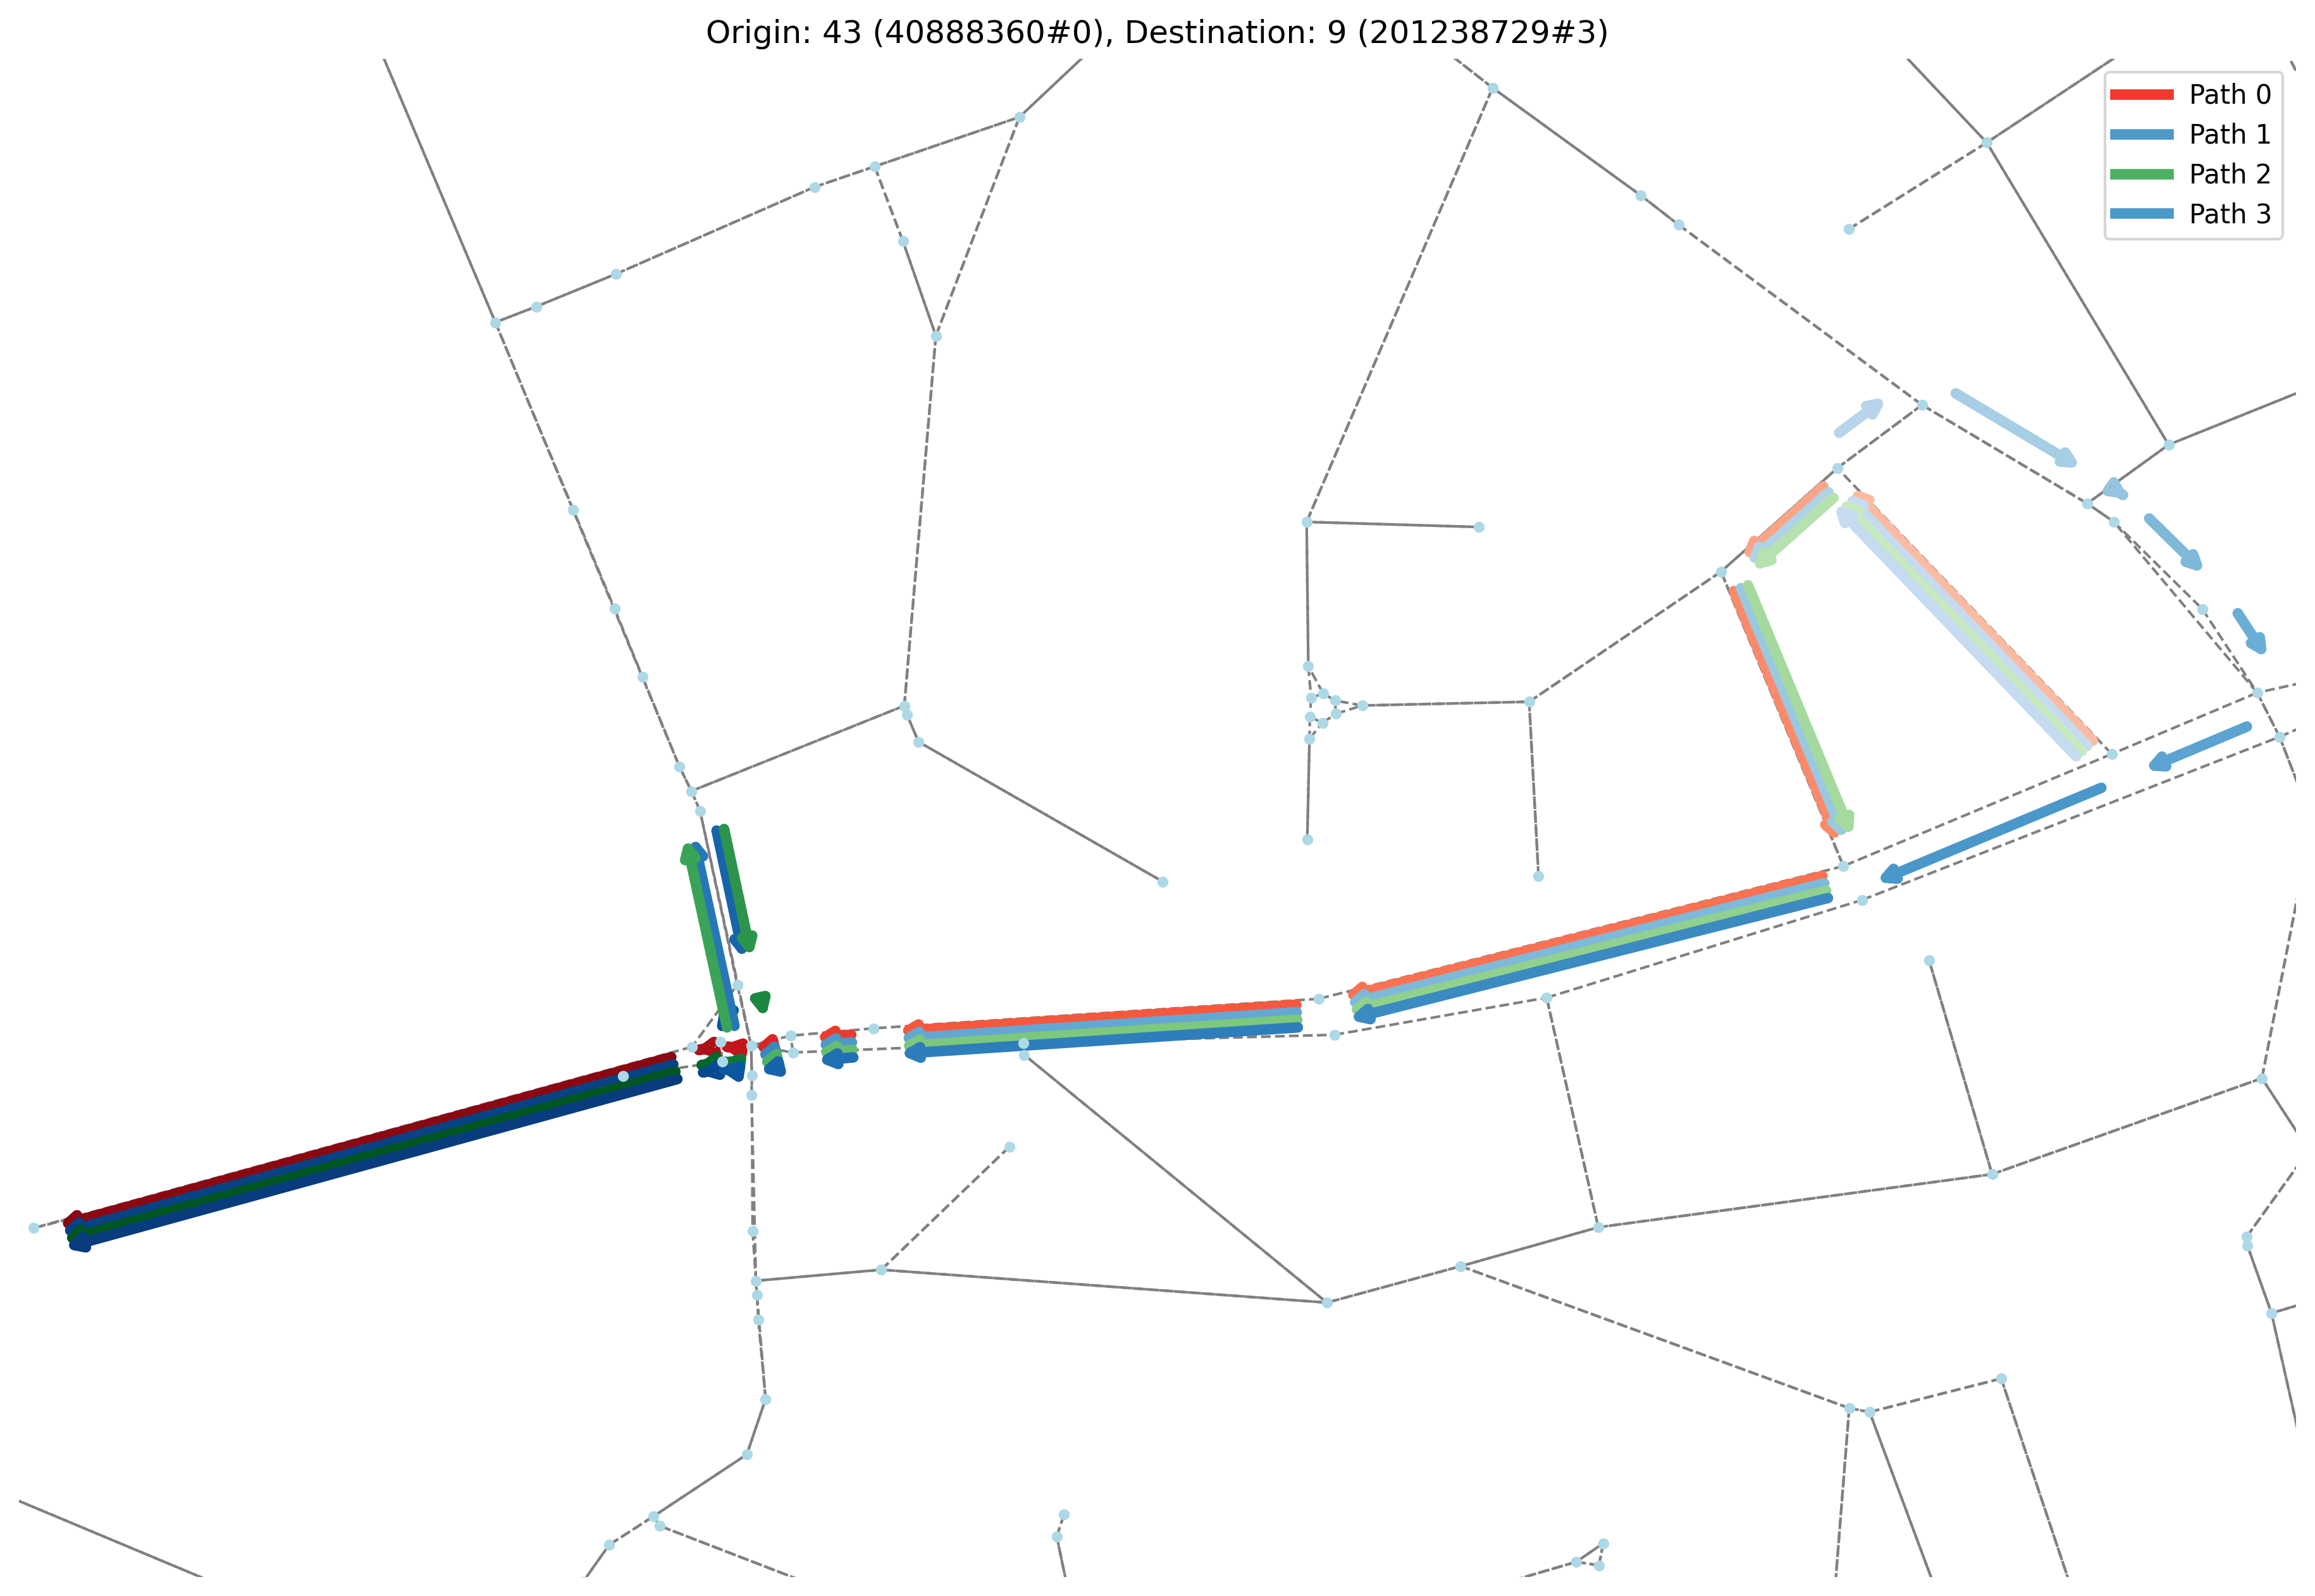 Origin: 43 (40888360#0), Destination: 9 (201238729#3)
Path 0
Path 1
Path 2
Path 3